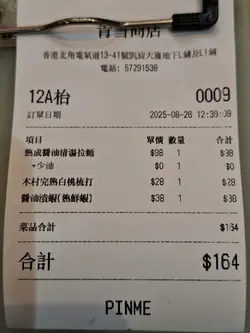 肯當商店
香港北角電氣道13-41號凱旋大廈地下L舖及L1舖
電話: 57291538
12A枱 0009
訂單日期 2025-08-26 12:39:09
項目 單價 數量 合計
熟成醬油清湯拉麵 $98 1 $98
+少油 $0 1 $0
木村完熟白桃梳打 $28 1 $28
醬油漬蝦(熟鮮蝦) $38 1 $38
菜品合計 $164
合計 $164
PINME